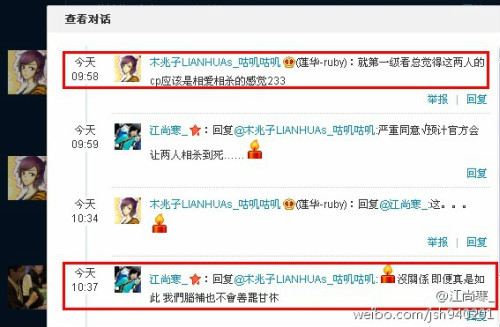 查看对话
今天
09:58
木兆子LIANHUAs_咕叽咕叽(莲华-ruby)：就第一级看总觉得这两人的
cp应该是相爱相杀的感觉233
举报 | 回复
今天
09:59
江尚寒_：回复@木兆子LIANHUAs_咕叽咕叽:严重同意√预计官方会
让两人相杀到死……
回复
今天
10:34
木兆子LIANHUAs_咕叽咕叽(莲华-ruby)：回复@江尚寒_:这。。。
举报 | 回复
今天
10:37
江尚寒_：回复@木兆子LIANHUAs_咕叽咕叽:沒關係 即便真是如
此 我們腦補也不會善罷甘休
@江尚寒_
weibo.com/jsh940291